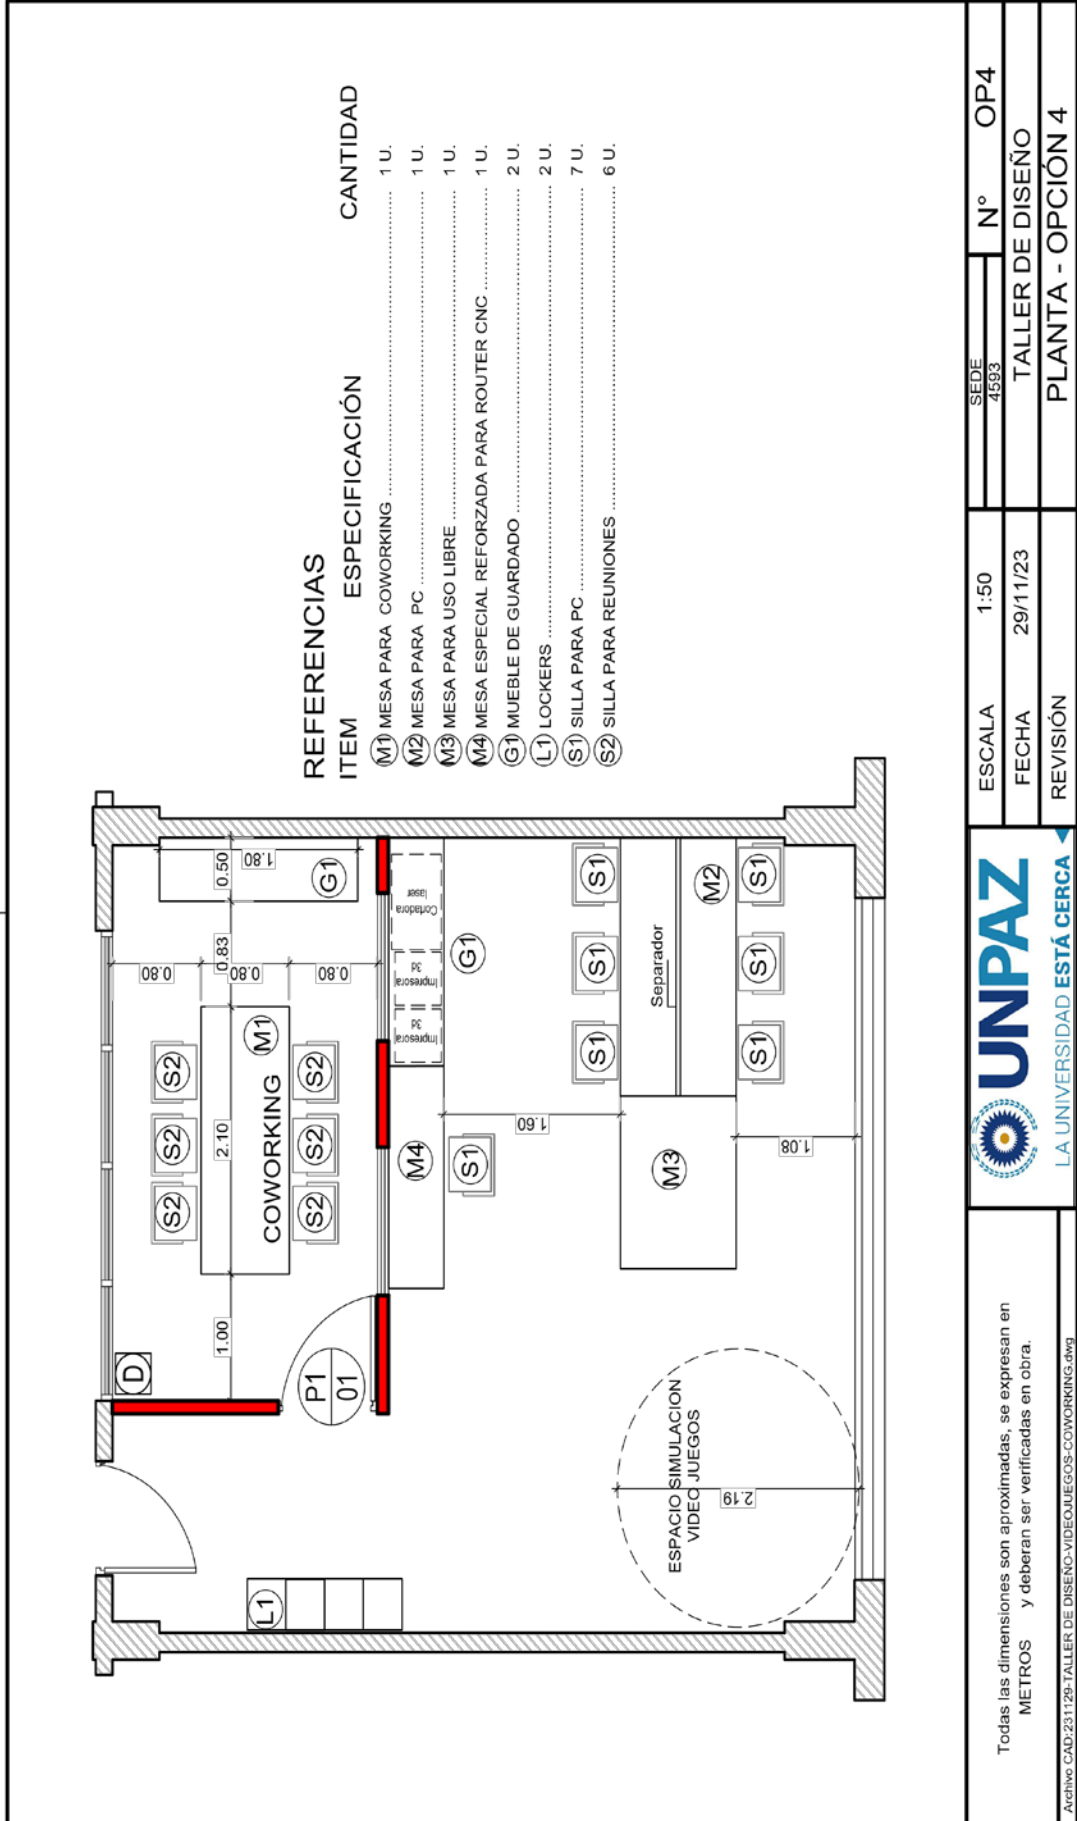 REFERENCIAS
ITEM ESPECIFICACIÓN CANTIDAD
M1 MESA PARA COWORKING 1 U.
M2 MESA PARA PC 1 U.
M3 MESA PARA USO LIBRE 1 U.
M4 MESA ESPECIAL REFORZADA PARA ROUTER CNC 1 U.
G1 MUEBLE DE GUARDADO 2 U.
L1 LOCKERS 2 U.
S1 SILLA PARA PC 7 U.
S2 SILLA PARA REUNIONES 6 U.
D
S2 S2 S2
0.80
1.00
2.10
0.83
0.50
0.80
1.80
COWORKING
M1
G1
S2 S2 S2
0.80
P1
01
L1
M4
Impresora
3d
Impresora
3d
Cortadora
laser
S1
G1
1.60
S1 S1 S1
Separador
M3
M2
S1 S1 S1
1.08
ESPACIO SIMULACION
VIDEO JUEGOS
2.19
Todas las dimensiones son aproximadas, se expresan en
METROS y deberan ser verificadas en obra.
Archivo CAD:231129-TALLER DE DISEÑO-VIDEOJUEGOS-COWORKING.dwg
UNPAZ
LA UNIVERSIDAD ESTÁ CERCA
ESCALA 1:50
FECHA 29/11/23
REVISIÓN
SEDE
4593
N° OP4
TALLER DE DISEÑO
PLANTA - OPCIÓN 4